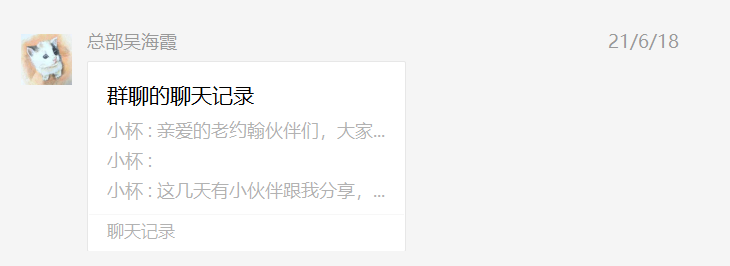 总部吴海霞
21/6/18
群聊的聊天记录
小杯 : 亲爱的老约翰伙伴们，大家...
小杯 :
小杯 : 这几天有小伙伴跟我分享，...
聊天记录